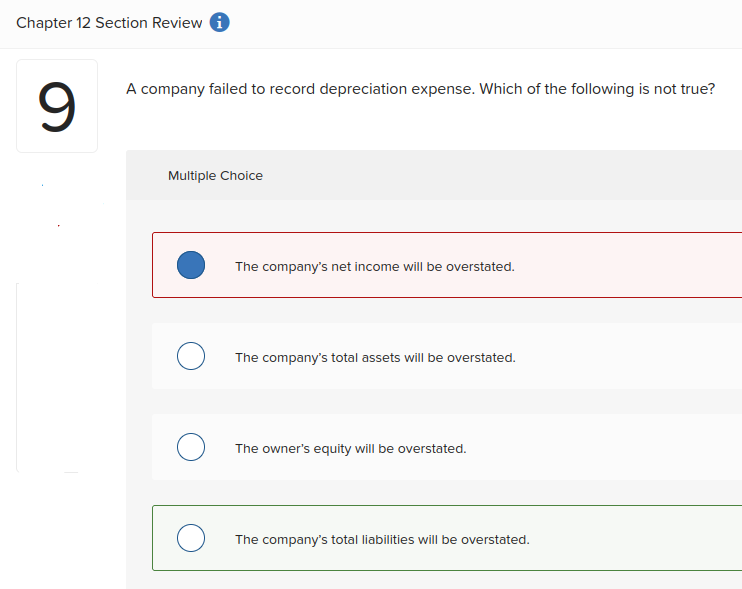 Chapter 12 Section Review i
9
A company failed to record depreciation expense. Which of the following is not true?
Multiple Choice
The company's net income will be overstated.
The company's total assets will be overstated.
The owner's equity will be overstated.
The company's total liabilities will be overstated.